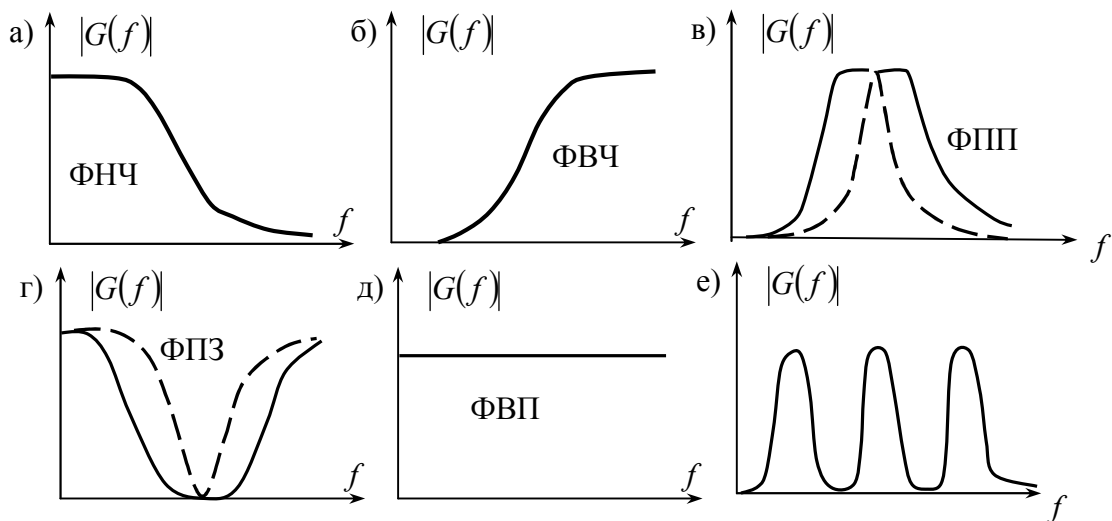 а) |G(f)|
ФНЧ
f
б) |G(f)|
ФВЧ
f
в) |G(f)|
ФПП
f
г) |G(f)|
ФПЗ
f
д) |G(f)|
ФВП
f
е) |G(f)|
f